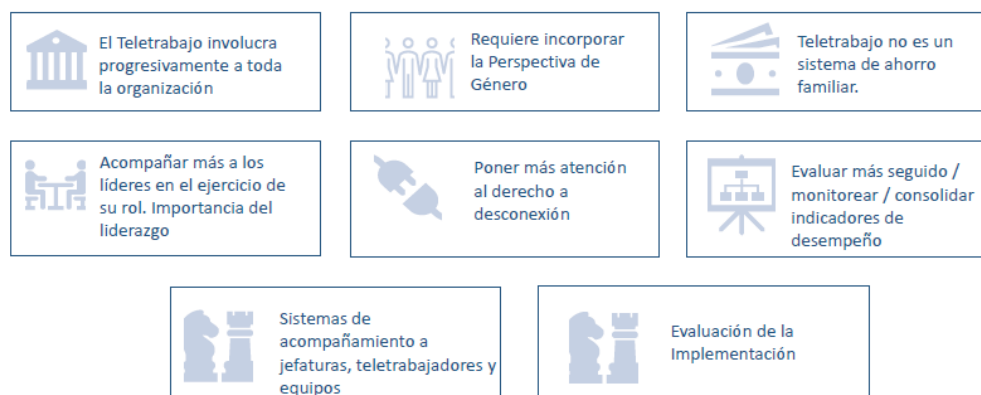 El Teletrabajo involucra
progresivamente a toda
la organización
Requiere incorporar
la Perspectiva de
Género
Teletrabajo no es un
sistema de ahorro
familiar.
Acompañar más a los
líderes en el ejercicio de
su rol. Importancia del
liderazgo
Poner más atención
al derecho a
desconexión
Evaluar más seguido /
monitorear / consolidar
indicadores de
desempeño
Sistemas de
acompañamiento a
jefaturas, teletrabajadores y
equipos
Evaluación de la
Implementación